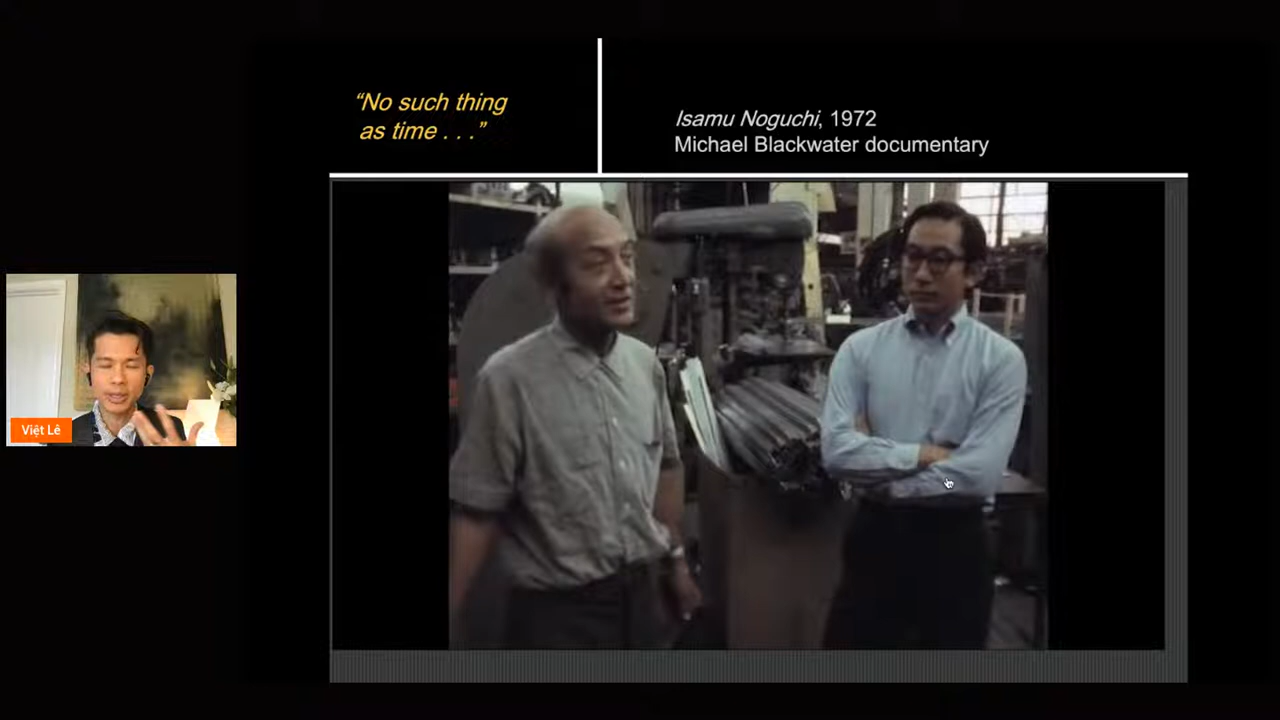 “No such thing
as time . . .”
Isamu Noguchi, 1972
Michael Blackwater documentary
Việt Lê